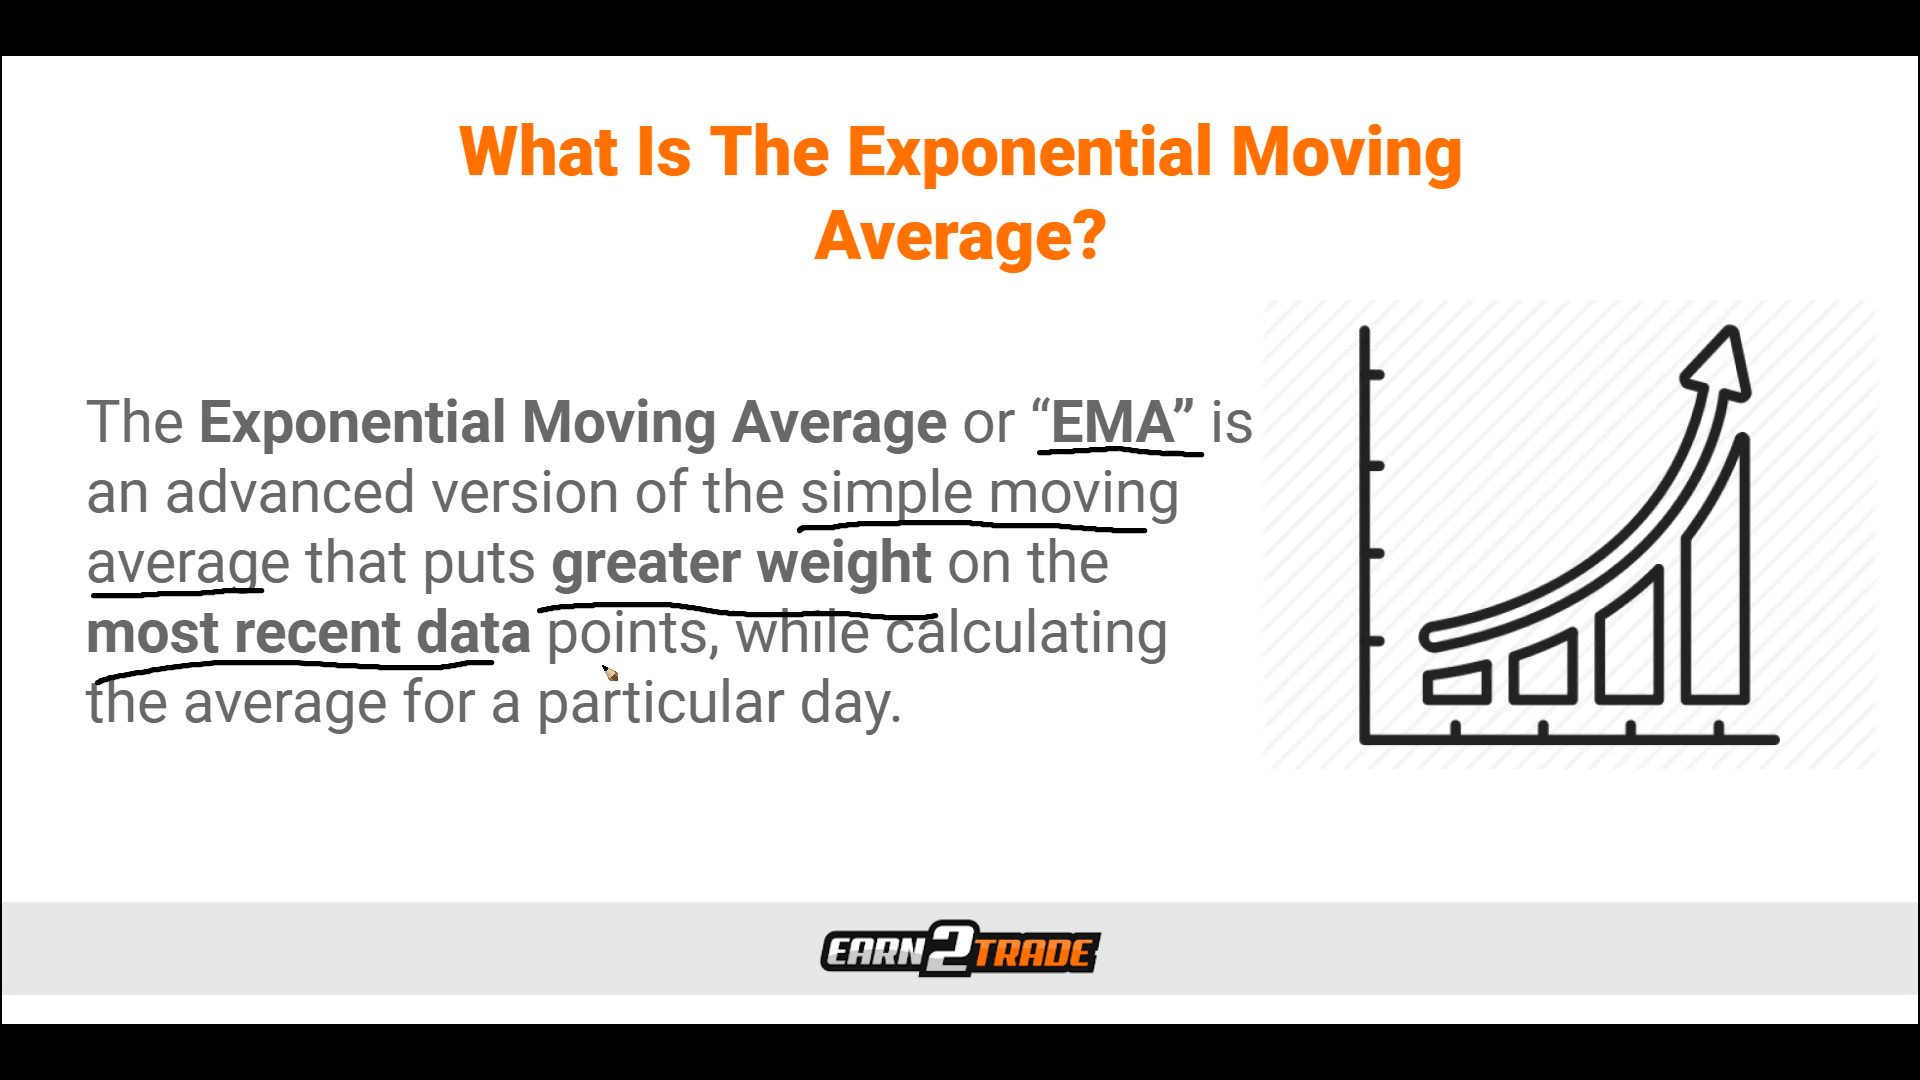 What Is The Exponential Moving
Average?
The Exponential Moving Average or “EMA” is
an advanced version of the simple moving
average that puts greater weight on the
most recent data points, while calculating
the average for a particular day.
EARN2TRADE